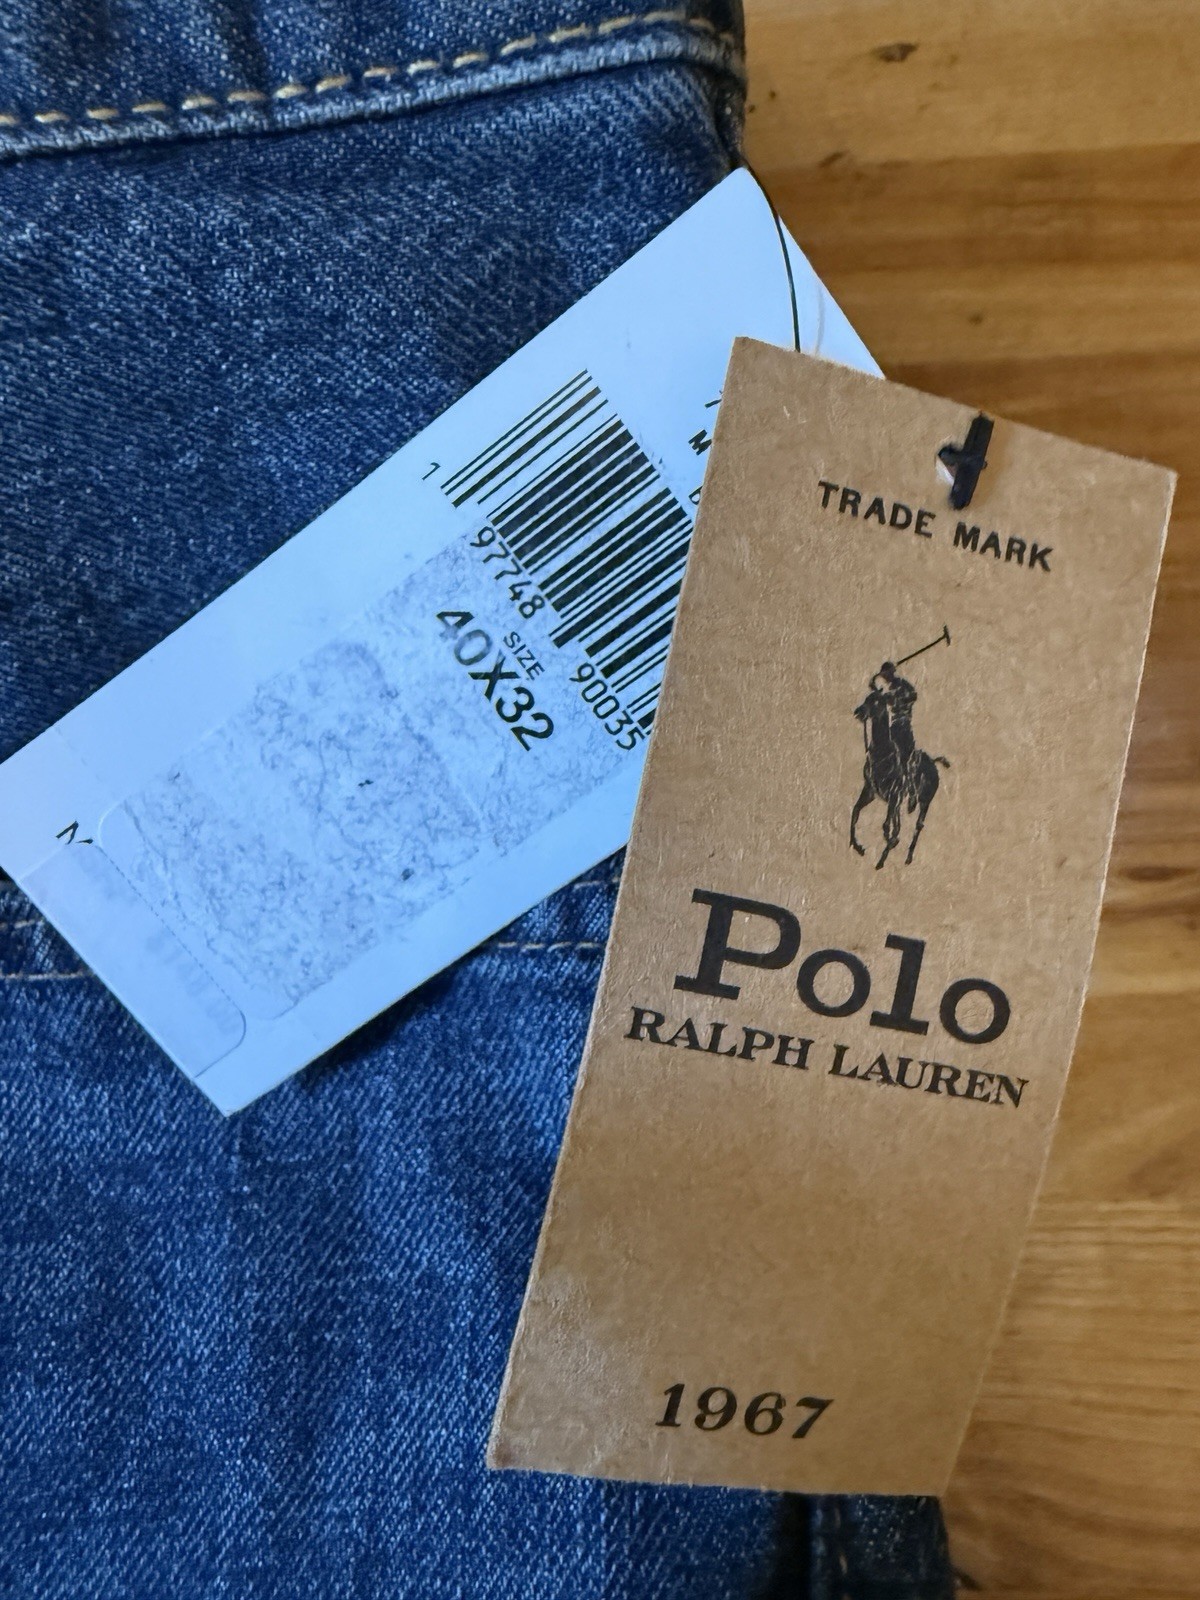 1
97748
90035
SIZE
40X32
TRADE MARK
Polo
RALPH LAUREN
1967